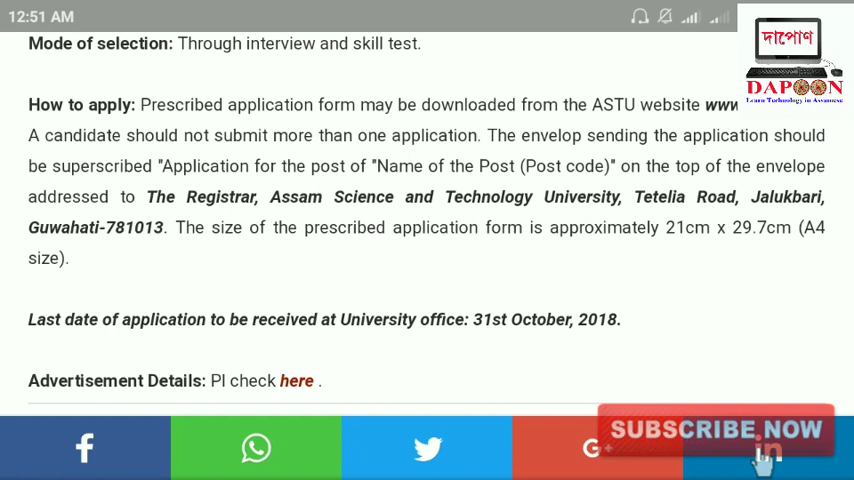 12:51 AM
Mode of selection: Through interview and skill test.
দাপোণ
DAPOON
Learn Technology in Assamese
How to apply: Prescribed application form may be downloaded from the ASTU website www
A candidate should not submit more than one application. The envelop sending the application should
be superscribed "Application for the post of "Name of the Post (Post code)" on the top of the envelope
addressed to The Registrar, Assam Science and Technology University, Tetelia Road, Jalukbari,
Guwahati-781013. The size of the prescribed application form is approximately 21cm x 29.7cm (A4
size).
Last date of application to be received at University office: 31st October, 2018.
Advertisement Details: Pl check here .
SUBSCRIBE NOW
f
G+
in